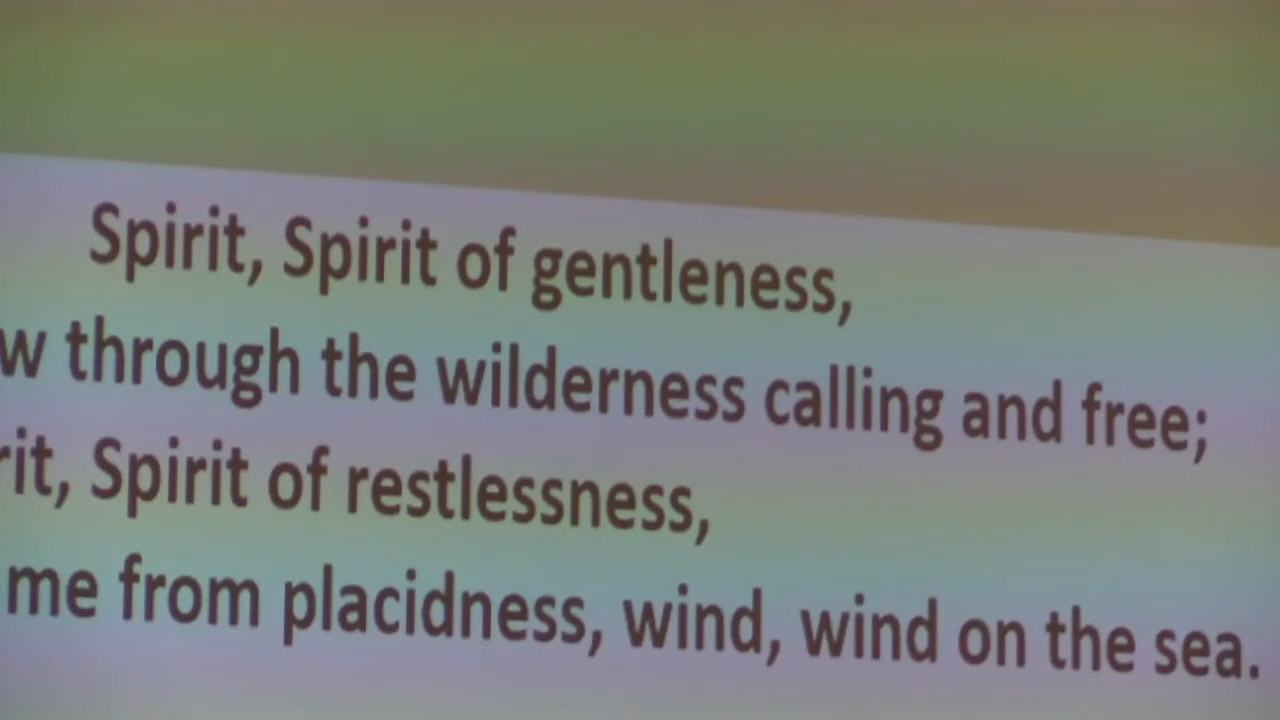 Spirit, Spirit of gentleness,
w through the wilderness calling and free;
rit, Spirit of restlessness,
me from placidness, wind, wind on the sea.